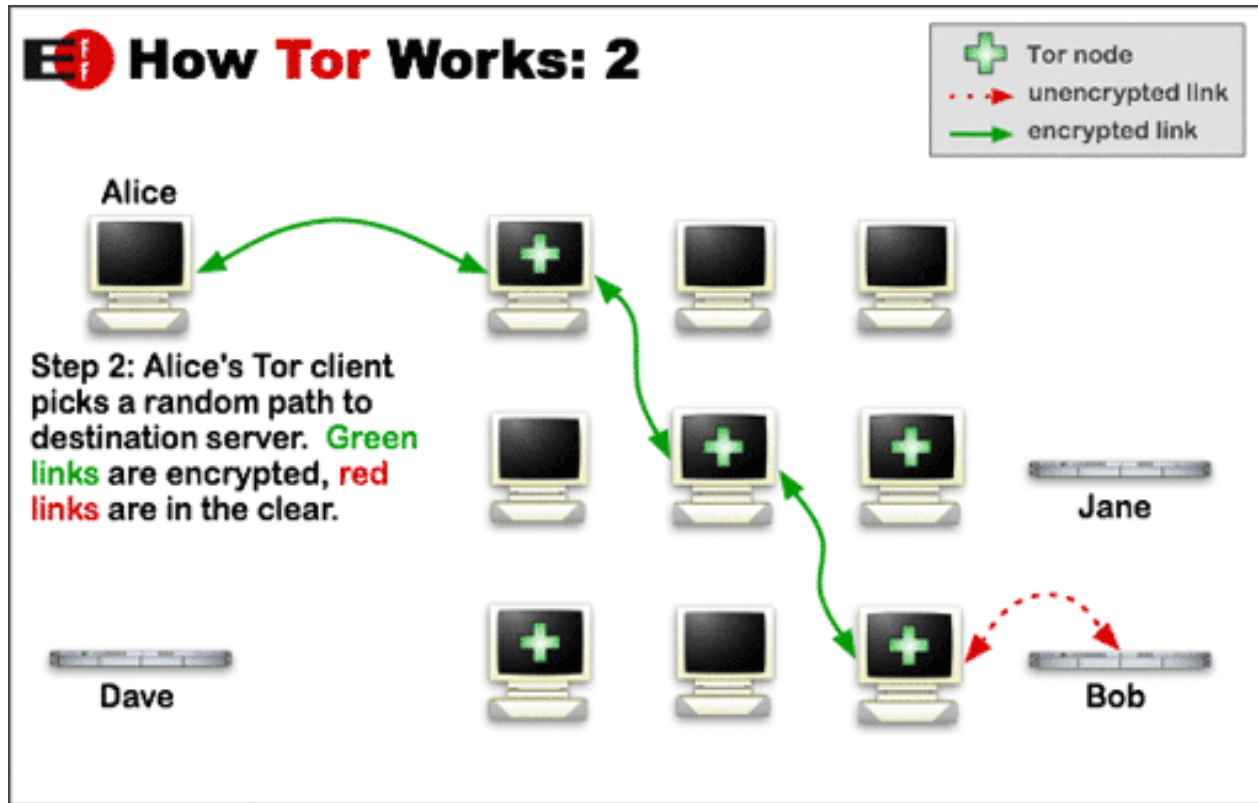 EFF How Tor Works: 2
Tor node
unencrypted link
encrypted link
Alice
Step 2: Alice's Tor client
picks a random path to
destination server. Green
links are encrypted, red
links are in the clear.
Jane
Dave
Bob